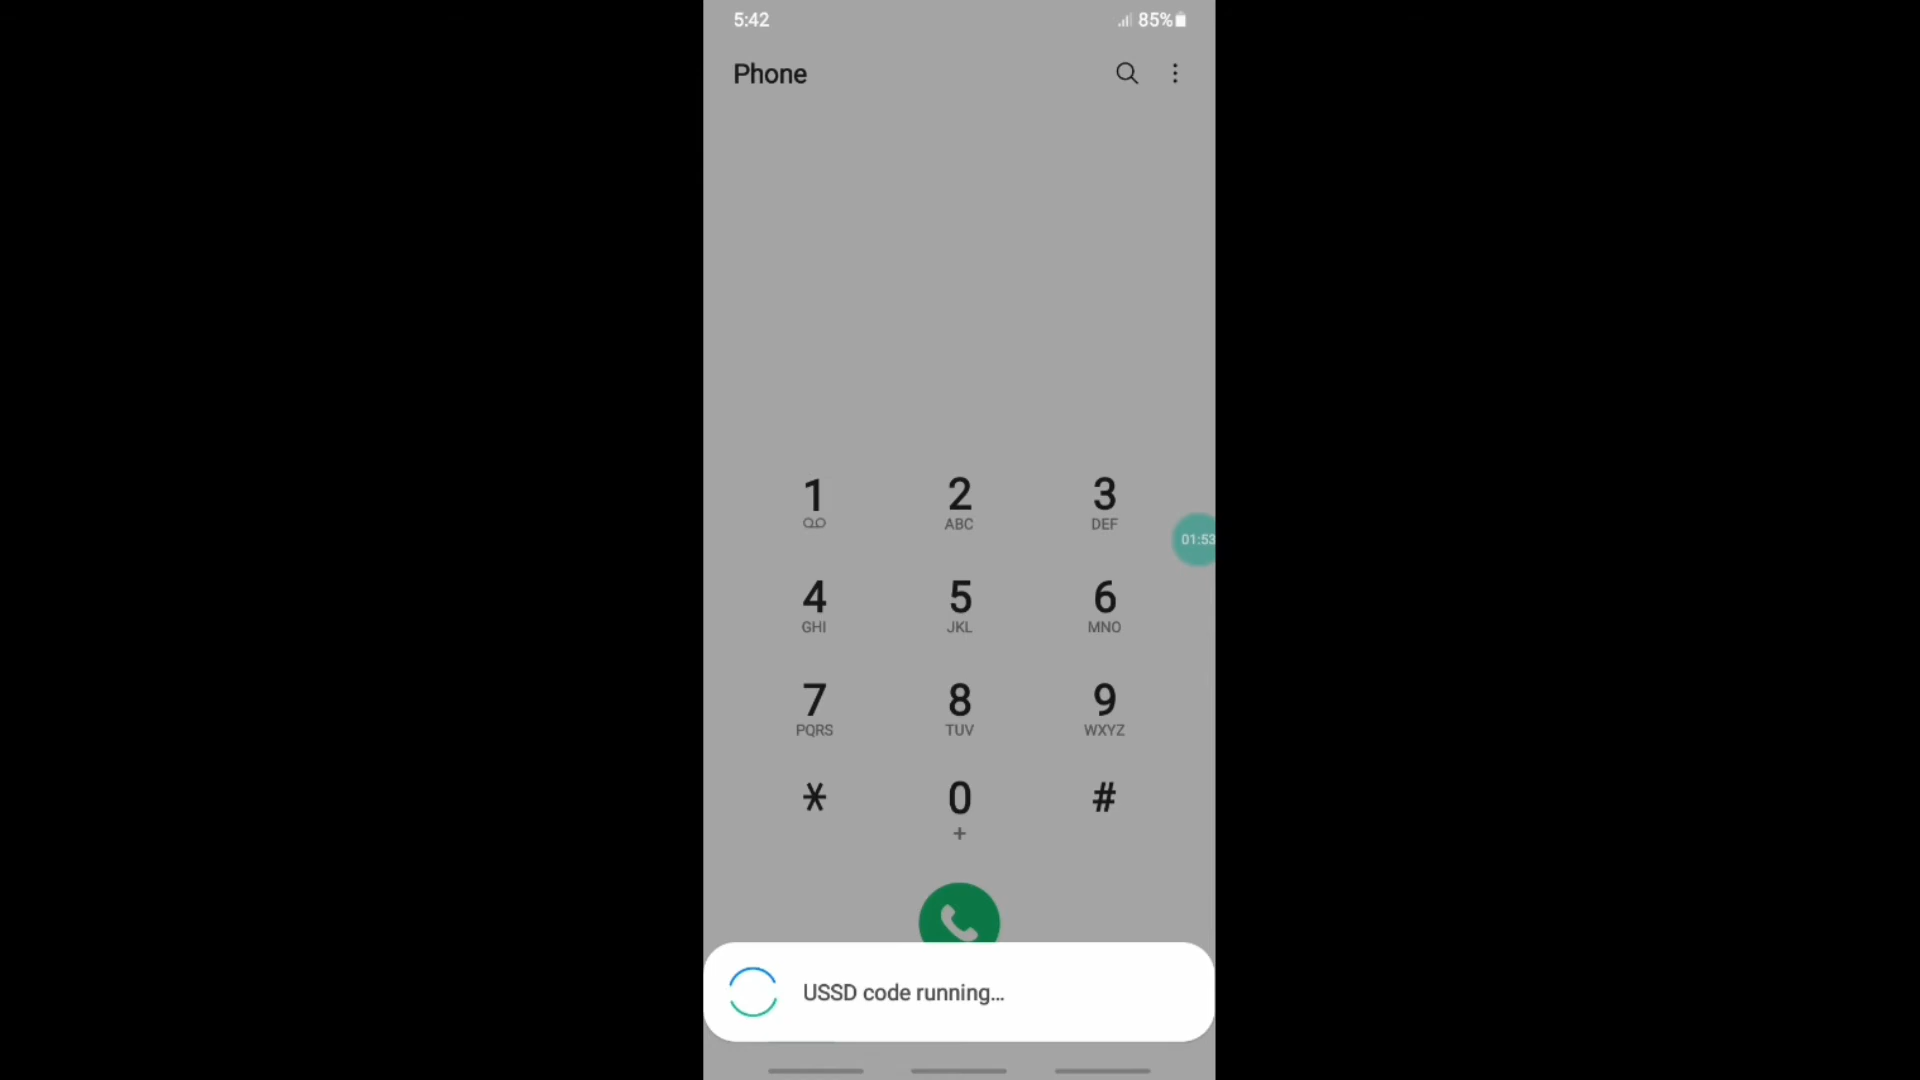 5:42 85%
Phone
1 2 3
ABC DEF
01:53
4 5 6
GHI JKL MNO
7 8 9
PQRS TUV WXYZ
* 0 #
+
USSD code running...